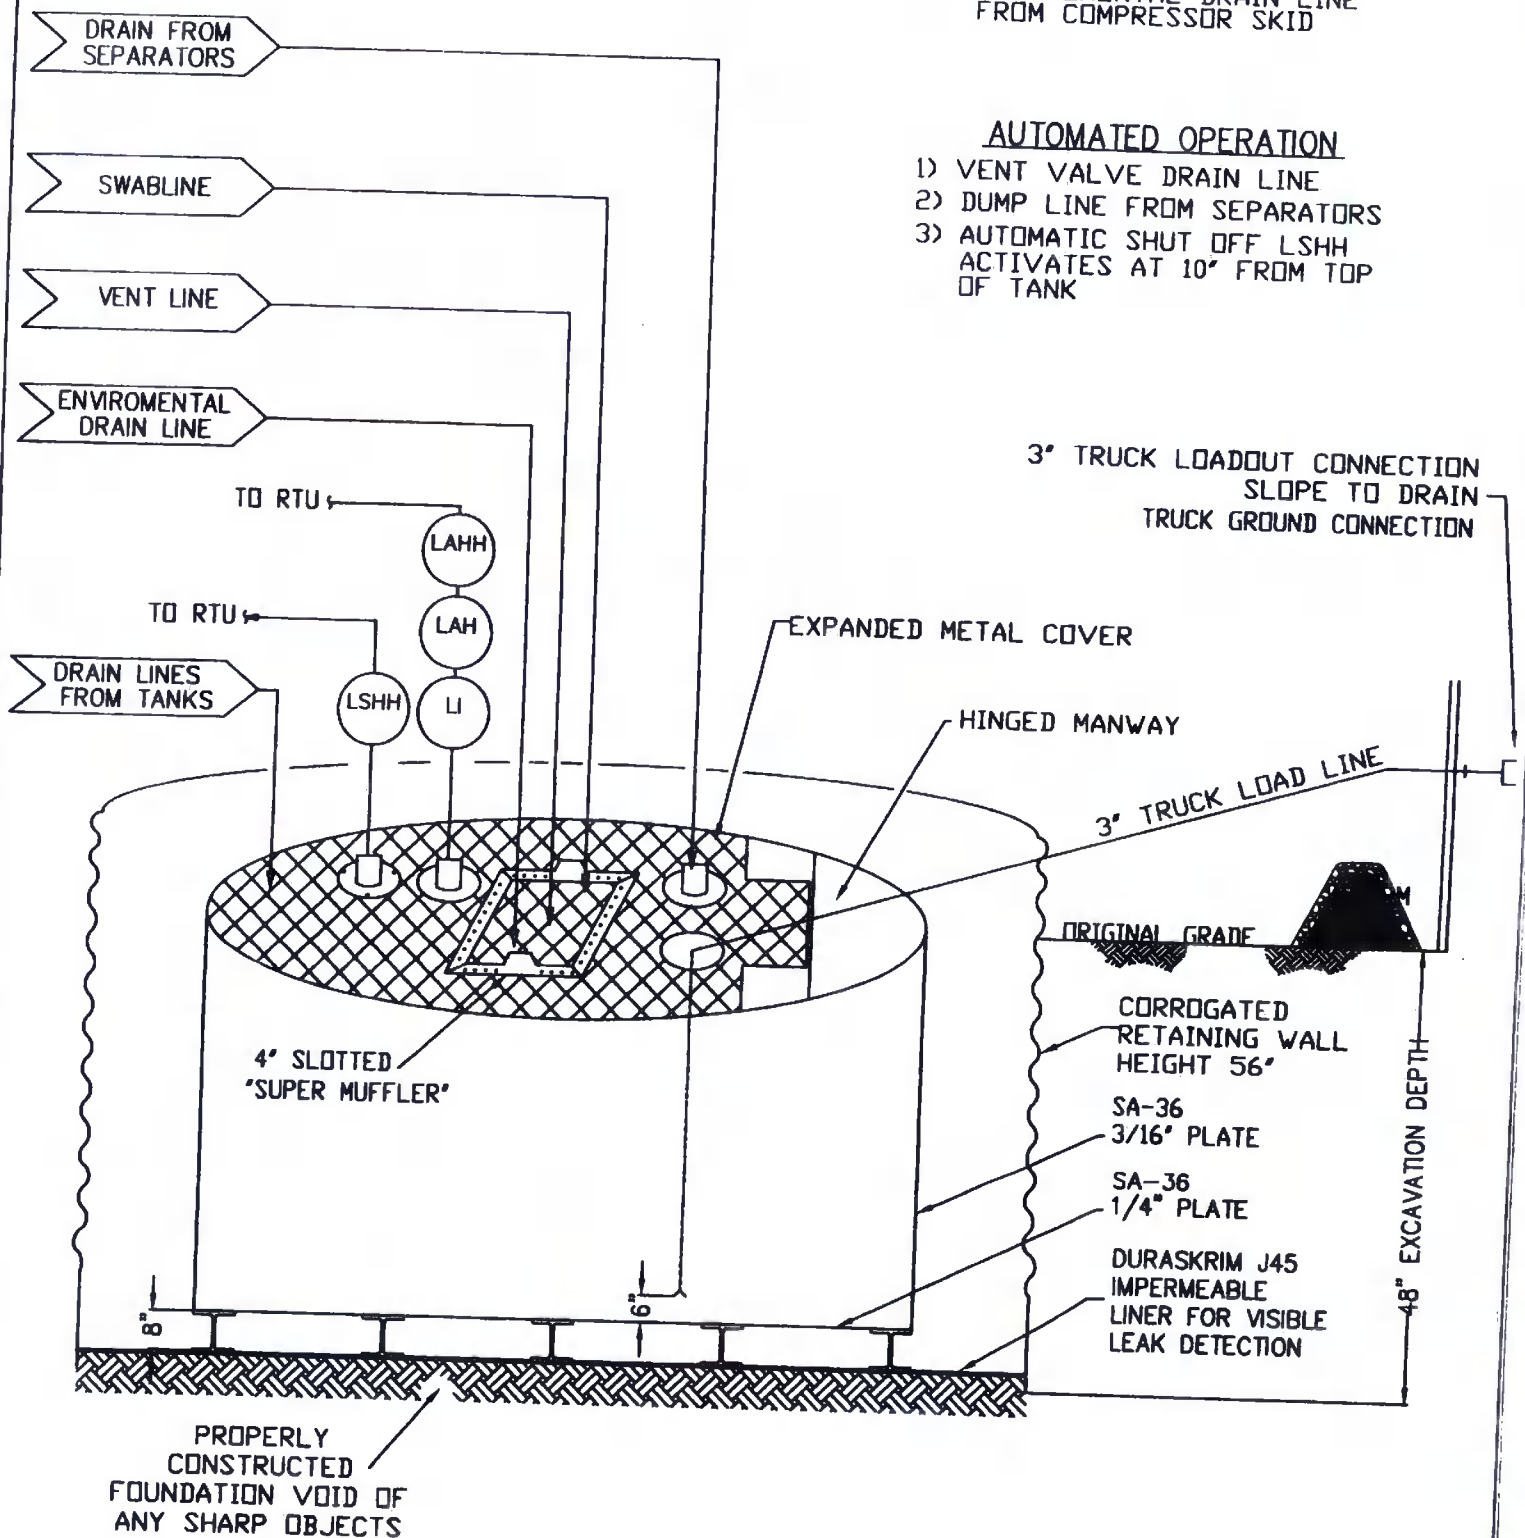 DRAIN LINE
FROM COMPRESSOR SKID
DRAIN FROM
SEPARATORS
AUTOMATED OPERATION
1) VENT VALVE DRAIN LINE
2) DUMP LINE FROM SEPARATORS
3) AUTOMATIC SHUT OFF LSHH
ACTIVATES AT 10" FROM TOP
OF TANK
SWABLINE
VENT LINE
ENVIROMENTAL
DRAIN LINE
3" TRUCK LOADOUT CONNECTION
SLOPE TO DRAIN
TRUCK GROUND CONNECTION
TO RTU
LAHH
TO RTU
LAH
EXPANDED METAL COVER
DRAIN LINES
FROM TANKS
LSHH
LI
HINGED MANWAY
3" TRUCK LOAD LINE
M
ORIGINAL GRADE
CORROGATED
RETAINING WALL
HEIGHT 56"
4" SLOTTED
"SUPER MUFFLER"
SA-36
3/16" PLATE
SA-36
1/4" PLATE
48" EXCAVATION DEPTH
DURASKRIM J45
IMPERMEABLE
LINER FOR VISIBLE
LEAK DETECTION
8"
6"
PROPERLY
CONSTRUCTED
FOUNDATION VOID OF
ANY SHARP OBJECTS